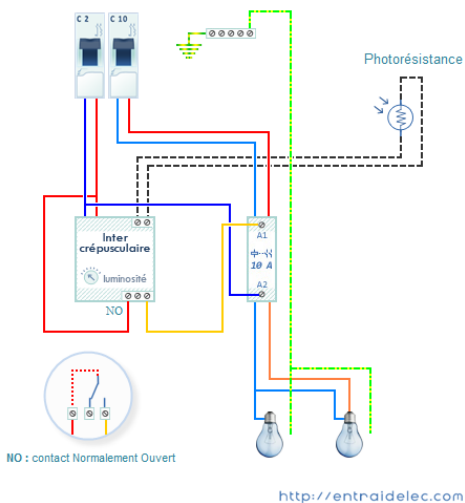 C 2
C 10
Photorésistance
Inter
crépusculaire
luminosité
NO
A1
10 A
A2
NO : contact Normalement Ouvert
http://entraidelec.com